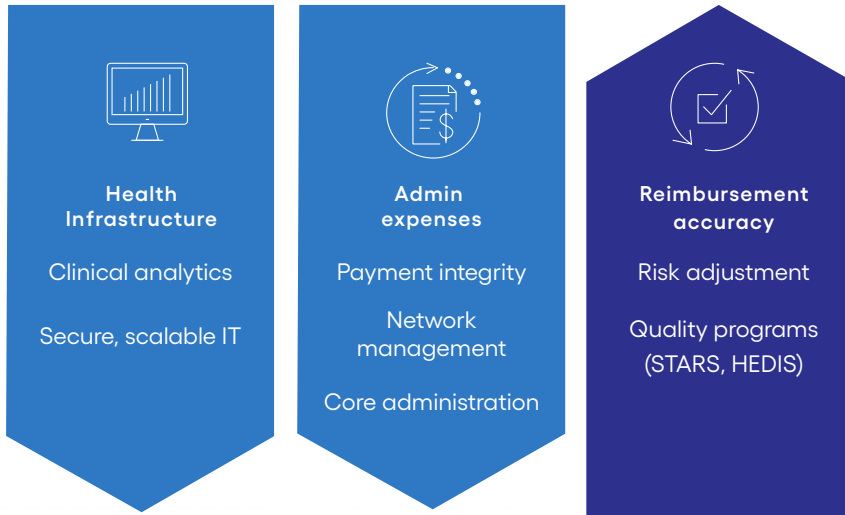 Health
Infrastructure
Clinical analytics
Secure, scalable IT
$
Admin
expenses
Payment integrity
Network
management
Core administration
Reimbursement
accuracy
Risk adjustment
Quality programs
(STARS, HEDIS)